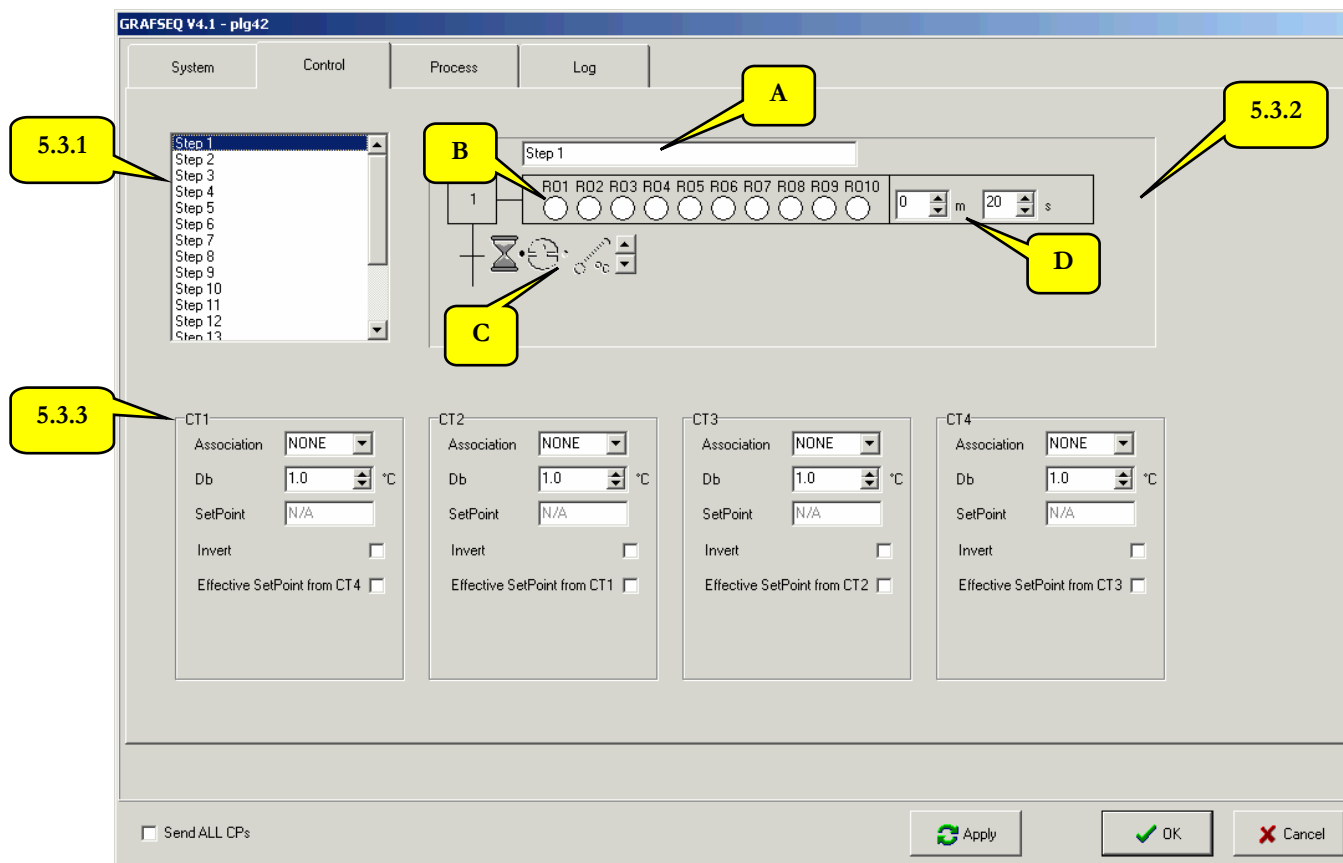 GRAFSEQ V4.1 - plg42
System Control Process Log
A
5.3.2
5.3.1
B
Step 1
Step 2
Step 3
Step 4
Step 5
Step 6
Step 7
Step 8
Step 9
Step 10
Step 11
Step 12
Step 13
Step 1
1
RO1 RO2 RO3 RO4 RO5 RO6 RO7 RO8 RO9 RO10
0 m 20 s
°C
C
D
5.3.3
CT1
Association NONE
Db 1.0 °C
SetPoint N/A
Invert
Effective SetPoint from CT4
CT2
Association NONE
Db 1.0 °C
SetPoint N/A
Invert
Effective SetPoint from CT1
CT3
Association NONE
Db 1.0 °C
SetPoint N/A
Invert
Effective SetPoint from CT2
CT4
Association NONE
Db 1.0 °C
SetPoint N/A
Invert
Effective SetPoint from CT3
Send ALL CPs
Apply OK Cancel